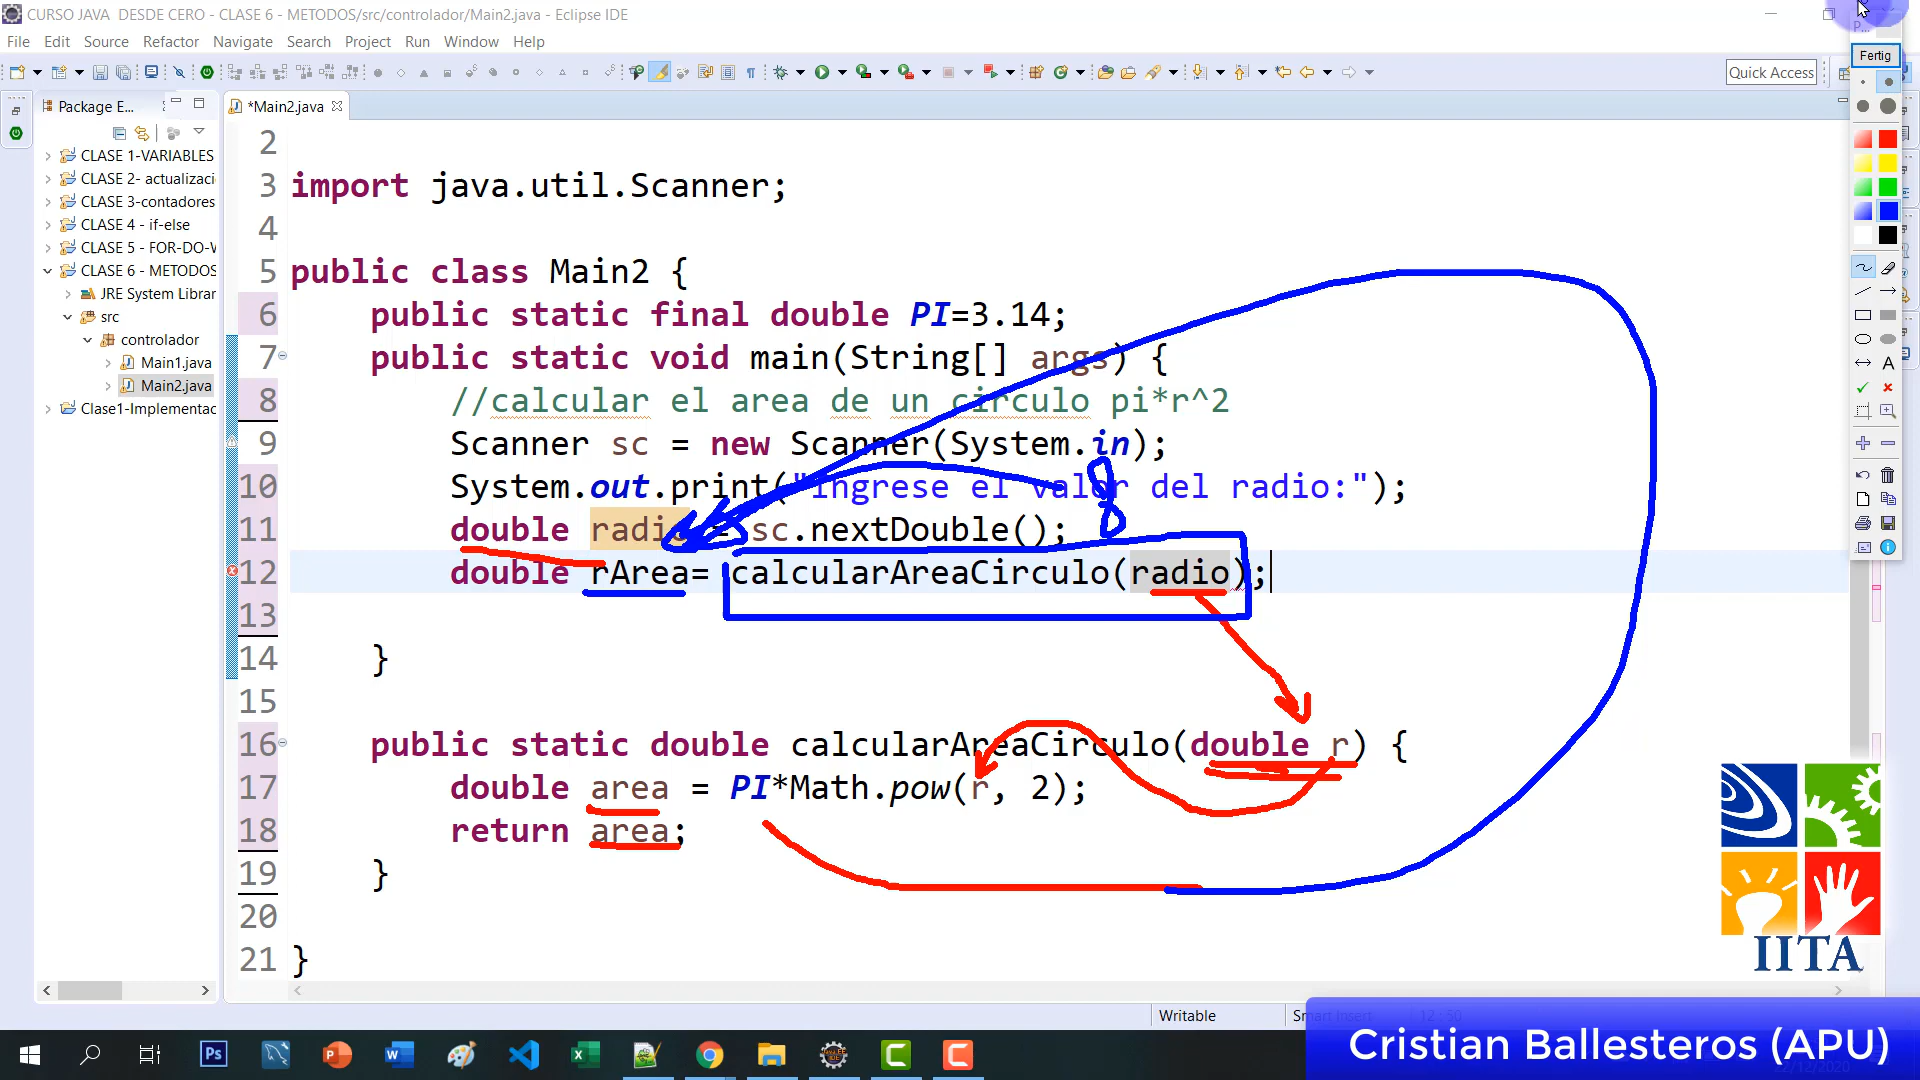 CURSO JAVA  DESDE CERO - CLASE 6 - METODOS/src/controlador/Main2.java - Eclipse IDE
File Edit Source Refactor Navigate Search Project Run Window Help
Quick Access
Fertig
Package E...
*Main2.java
CLASE 1-VARIABLES
CLASE 2- actualizaci
CLASE 3-contadores
CLASE 4 - if-else
CLASE 5 - FOR-DO-W
CLASE 6 - METODOS
JRE System Librar
src
controlador
Main1.java
Main2.java
Clase1-Implementac
2
3 import java.util.Scanner;
4
5 public class Main2 {
6 public static final double PI=3.14;
7 public static void main(String[] args) {
8 //calcular el area de un circulo pi*r^2
9 Scanner sc = new Scanner(System.in);
10 System.out.print("Ingrese el valor del radio:");
11 double radio = sc.nextDouble();
12 double rArea= calcularAreaCirculo(radio);
13
14 }
15
16 public static double calcularAreaCirculo(double r) {
17 double area = PI*Math.pow(r, 2);
18 return area;
19 }
20
21 }
8
IITA
Writable
Smart Insert
12 : 50
Cristian Ballesteros (APU)